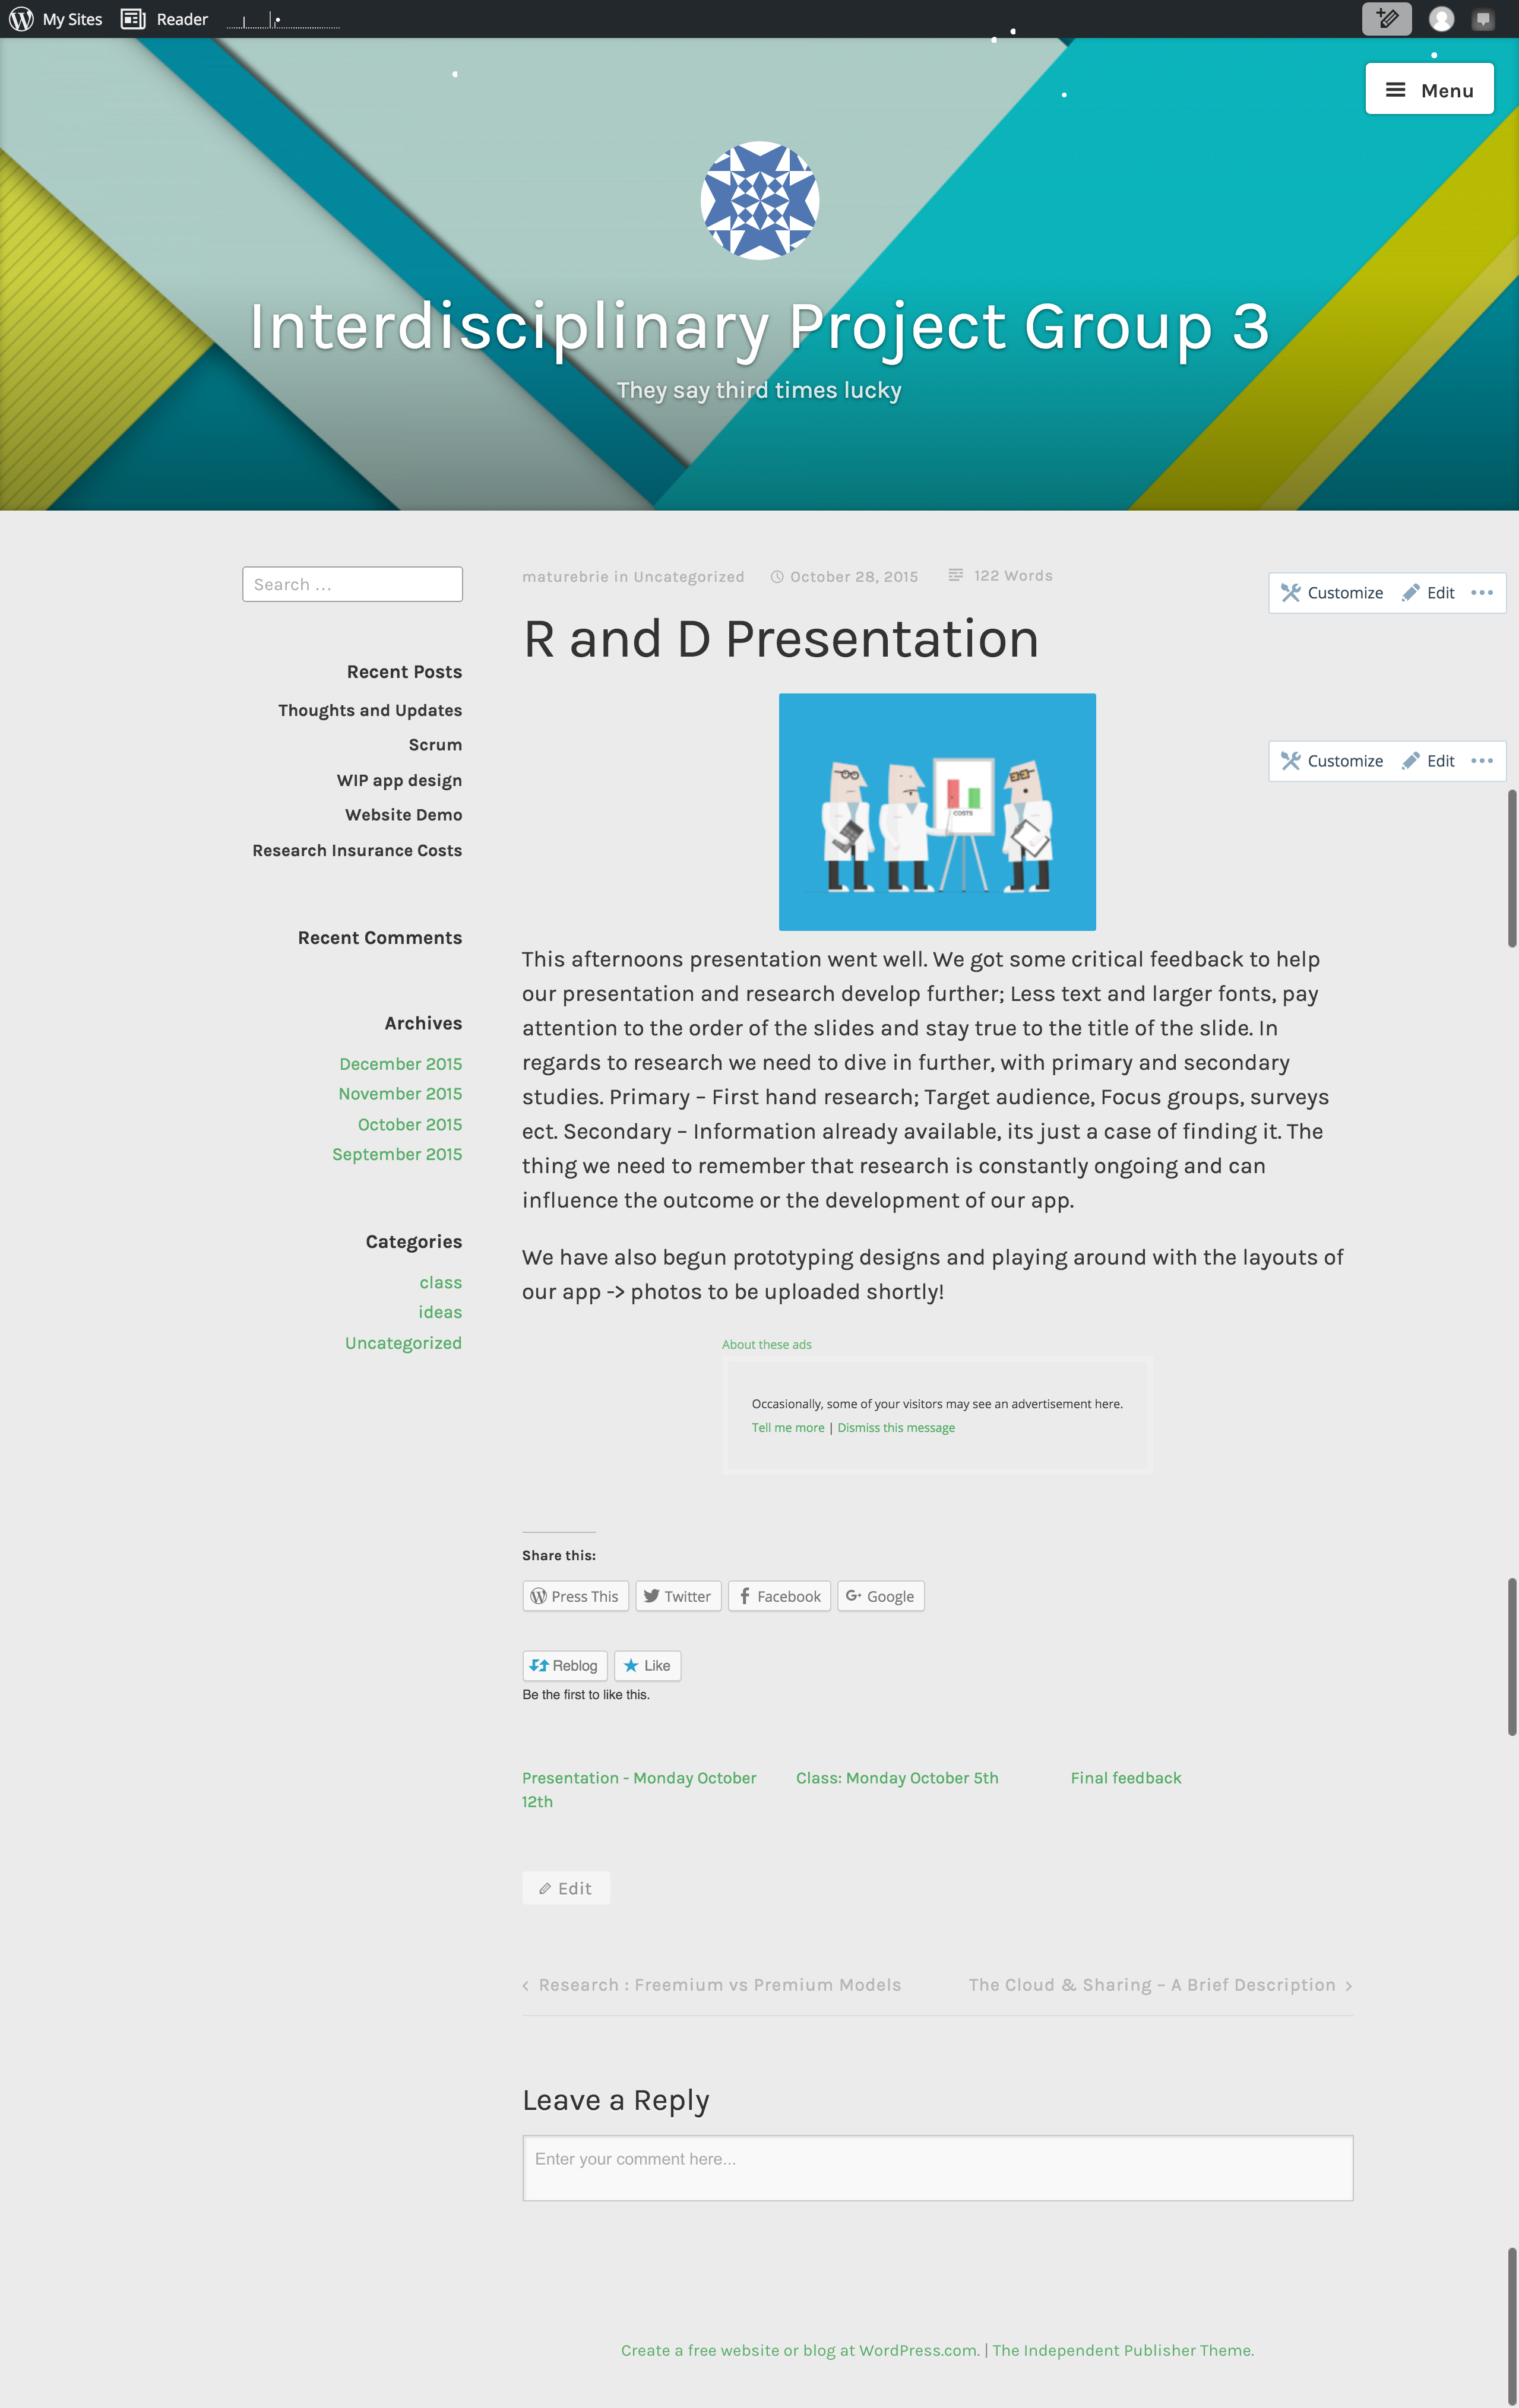 My Sites
Reader
Menu
Interdisciplinary Project Group 3
They say third times lucky
Search ...
Recent Posts
Thoughts and Updates
Scrum
WIP app design
Website Demo
Research Insurance Costs
Recent Comments
Archives
December 2015
November 2015
October 2015
September 2015
Categories
class
ideas
Uncategorized
maturebrie in Uncategorized October 28, 2015 122 Words
Customize Edit
R and D Presentation
Customize Edit
COSTS
This afternoons presentation went well. We got some critical feedback to help
our presentation and research develop further; Less text and larger fonts, pay
attention to the order of the slides and stay true to the title of the slide. In
regards to research we need to dive in further, with primary and secondary
studies. Primary – First hand research; Target audience, Focus groups, surveys
ect. Secondary – Information already available, its just a case of finding it. The
thing we need to remember that research is constantly ongoing and can
influence the outcome or the development of our app.
We have also begun prototyping designs and playing around with the layouts of
our app -> photos to be uploaded shortly!
About these ads
Occasionally, some of your visitors may see an advertisement here.
Tell me more | Dismiss this message
Share this:
Press This Twitter Facebook Google
Reblog Like
Be the first to like this.
Presentation - Monday October
12th
Class: Monday October 5th
Final feedback
Edit
‹ Research : Freemium vs Premium Models
The Cloud & Sharing – A Brief Description ›
Leave a Reply
Enter your comment here...
Create a free website or blog at WordPress.com. | The Independent Publisher Theme.